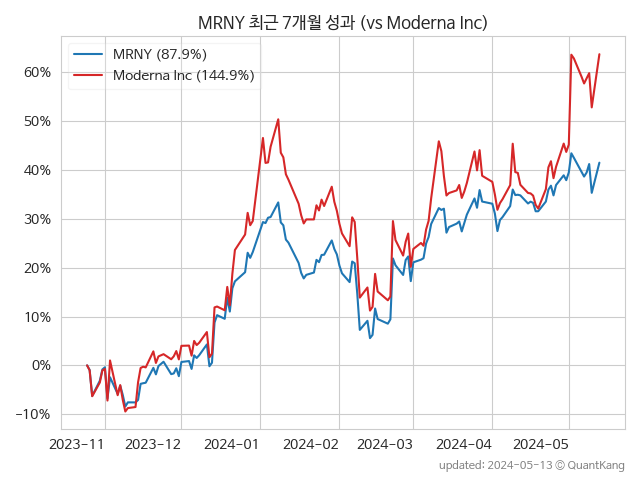 MRNY 최근 7개월 성과 (vs Moderna Inc)
MRNY (87.9%)
Moderna Inc (144.9%)
60%
50%
40%
30%
20%
10%
0%
−10%
2023-11 2023-12 2024-01 2024-02 2024-03 2024-04 2024-05
updated: 2024-05-13 © QuantKang